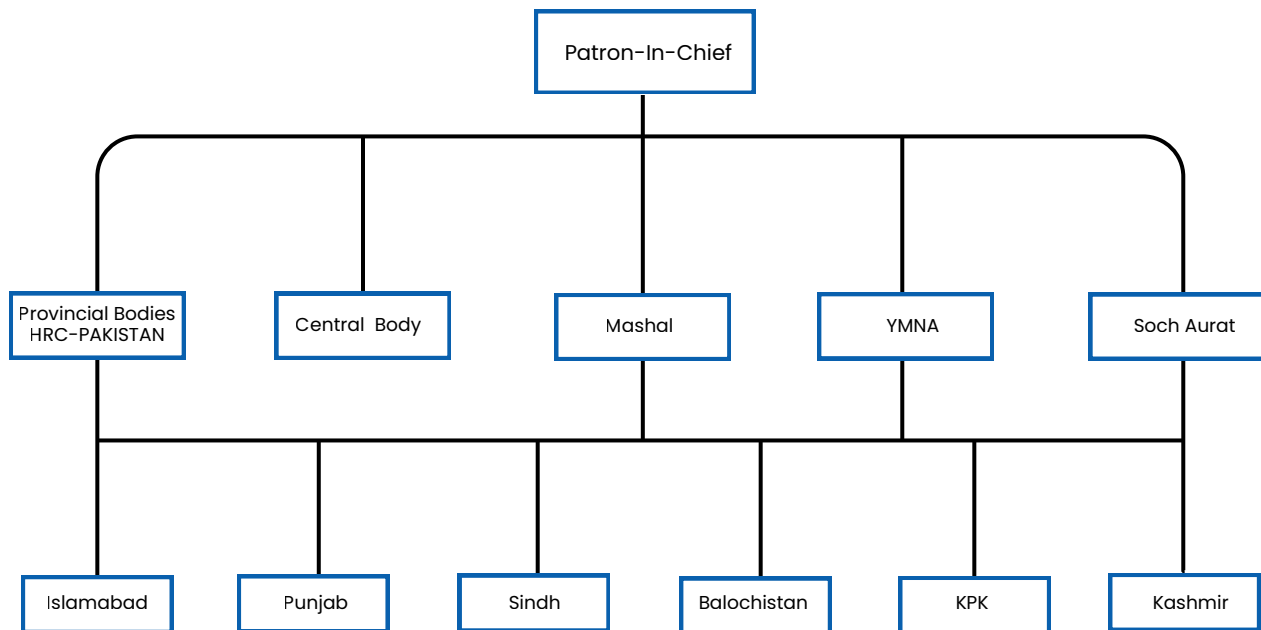 Patron-In-Chief
Provincial Bodies
HRC-PAKISTAN
Central Body
Mashal
YMNA
Soch Aurat
Islamabad
Punjab
Sindh
Balochistan
KPK
Kashmir